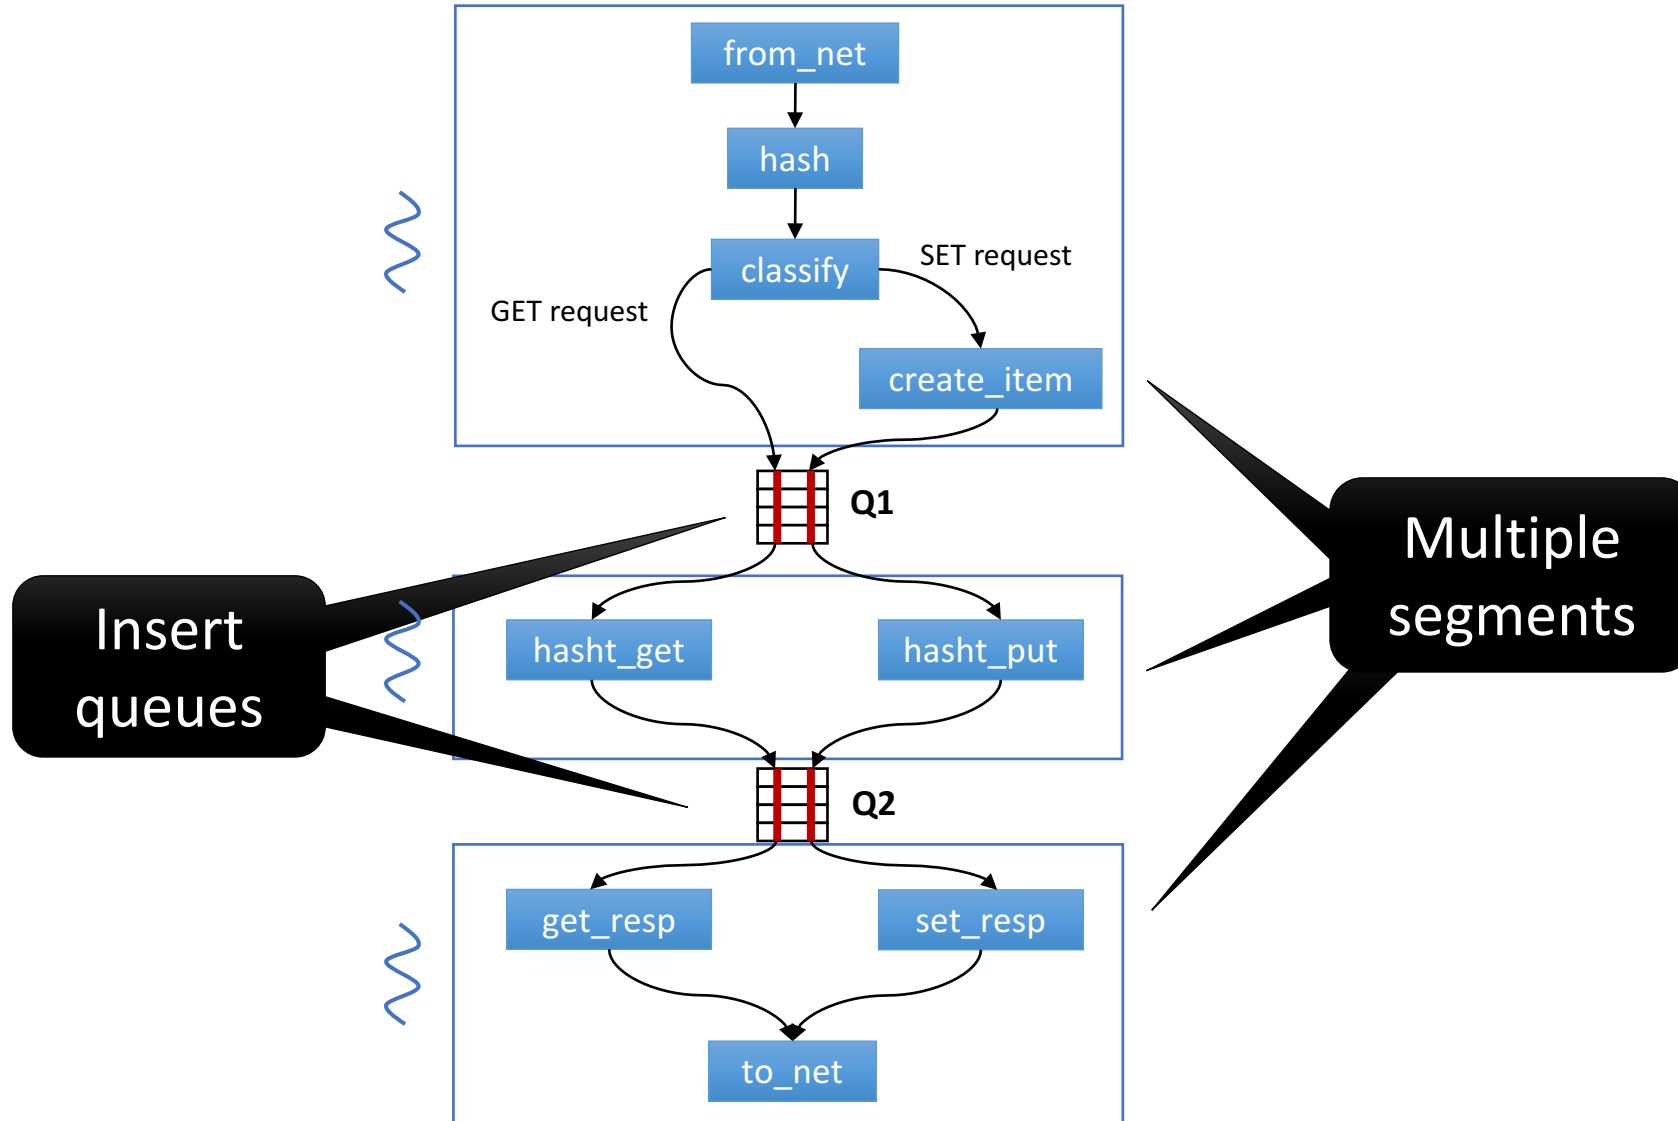 from_net
hash
classify
SET request
GET request
create_item
Q1
Multiple
segments
Insert
queues
hasht_get
hasht_put
Q2
get_resp
set_resp
to_net